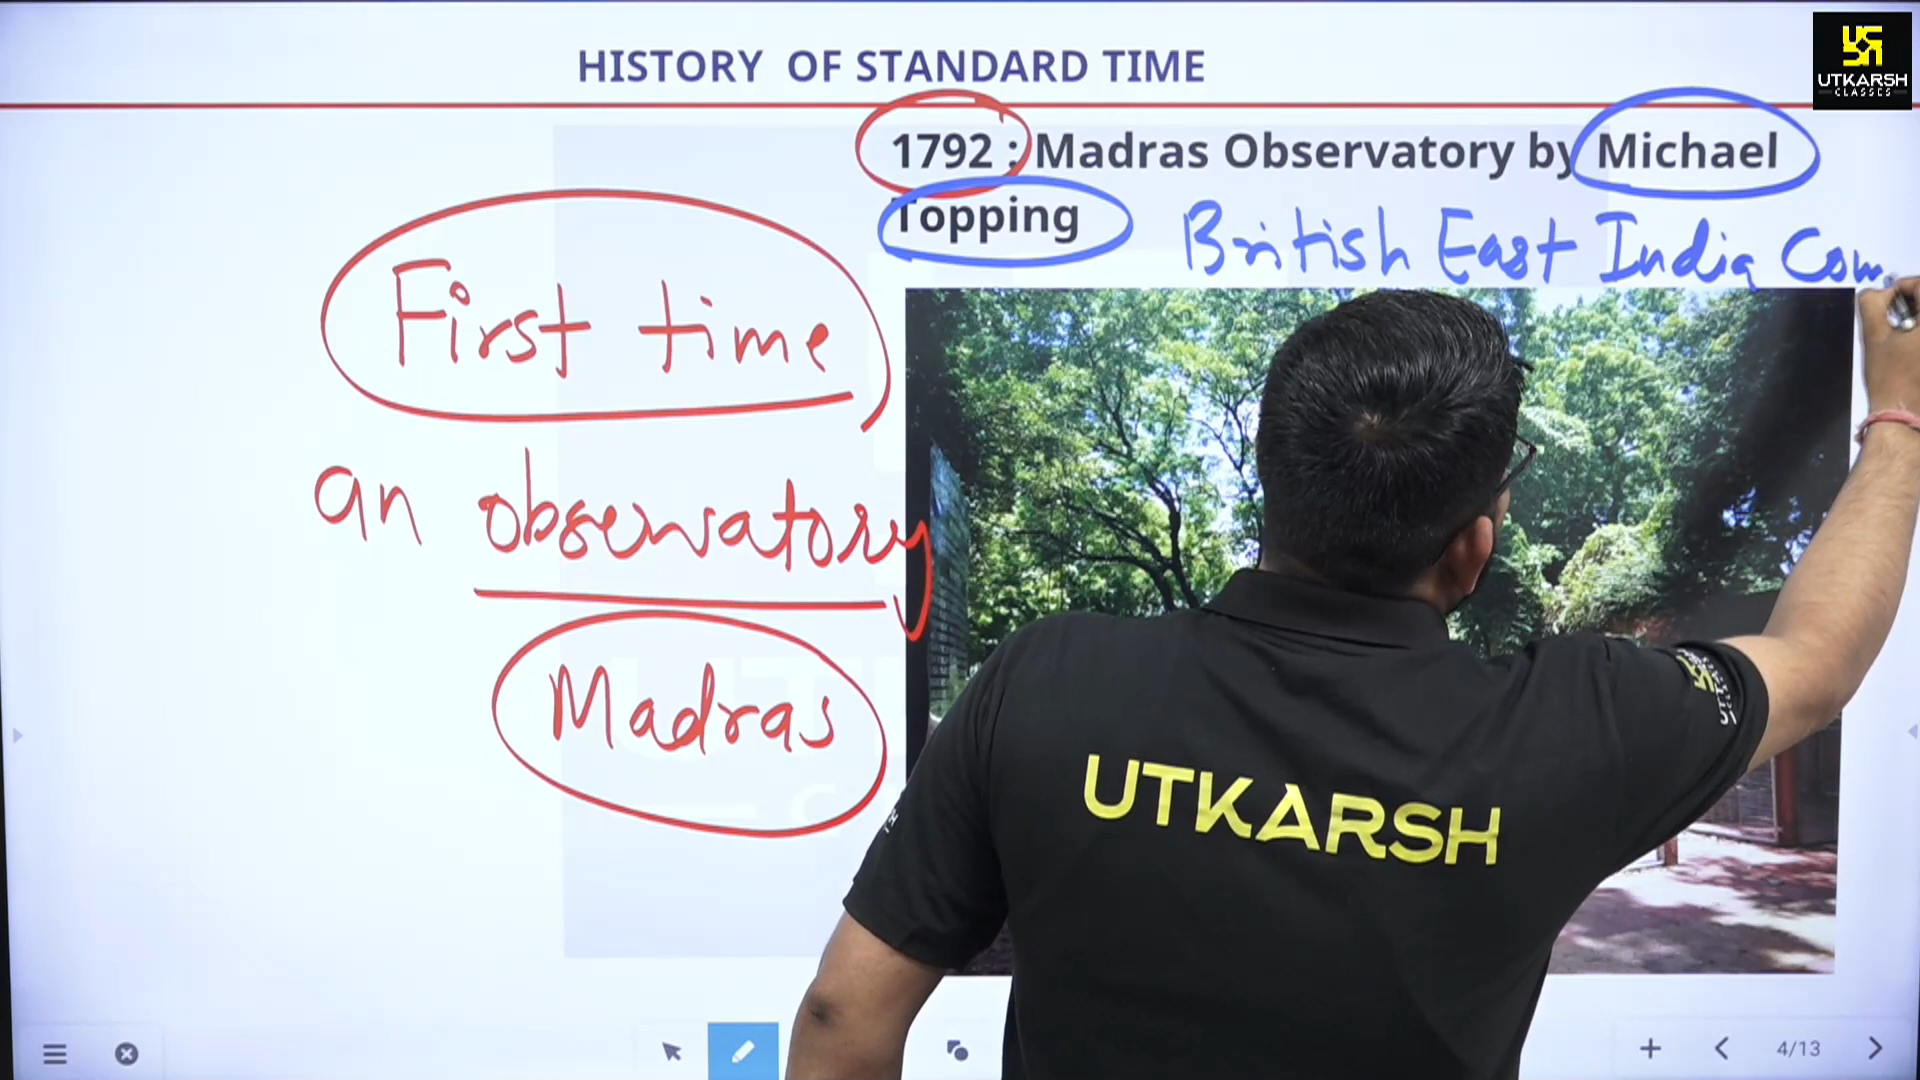 HISTORY OF STANDARD TIME
UTKARSH
CLASSES
1792 : Madras Observatory by Michael
Topping
British East India Com
First time
an observatory
Madras
UTKARSH
UTKARSH
4/13